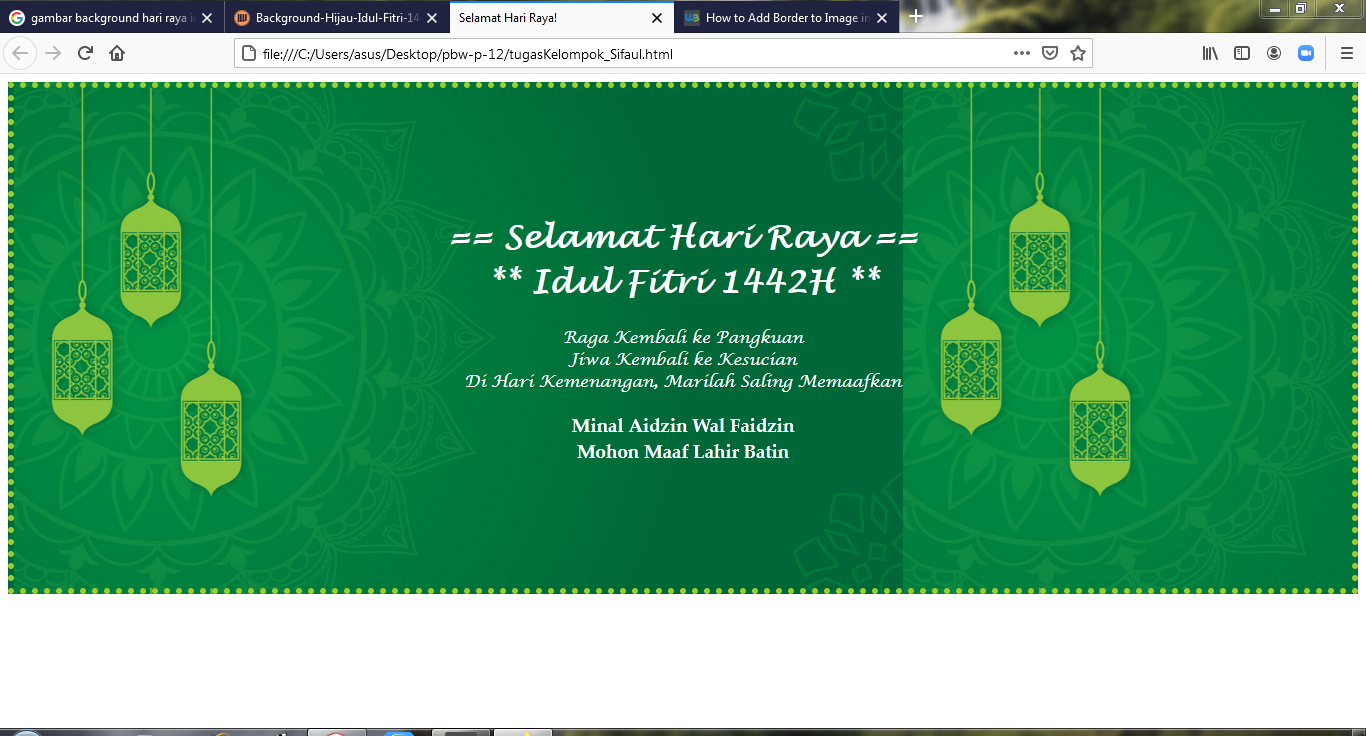 gambar background hari raya i
Background-Hijau-Idul-Fitri-14
Selamat Hari Raya!
How to Add Border to Image in
file:///C:/Users/asus/Desktop/pbw-p-12/tugasKelompok_Sifaul.html
== Selamat Hari Raya ==
** Idul Fitri 1442H **
Raga Kembali ke Pangkuan
Jiwa Kembali ke Kesucian
Di Hari Kemenangan, Marilah Saling Memaafkan
Minal Aidzin Wal Faidzin
Mohon Maaf Lahir Batin